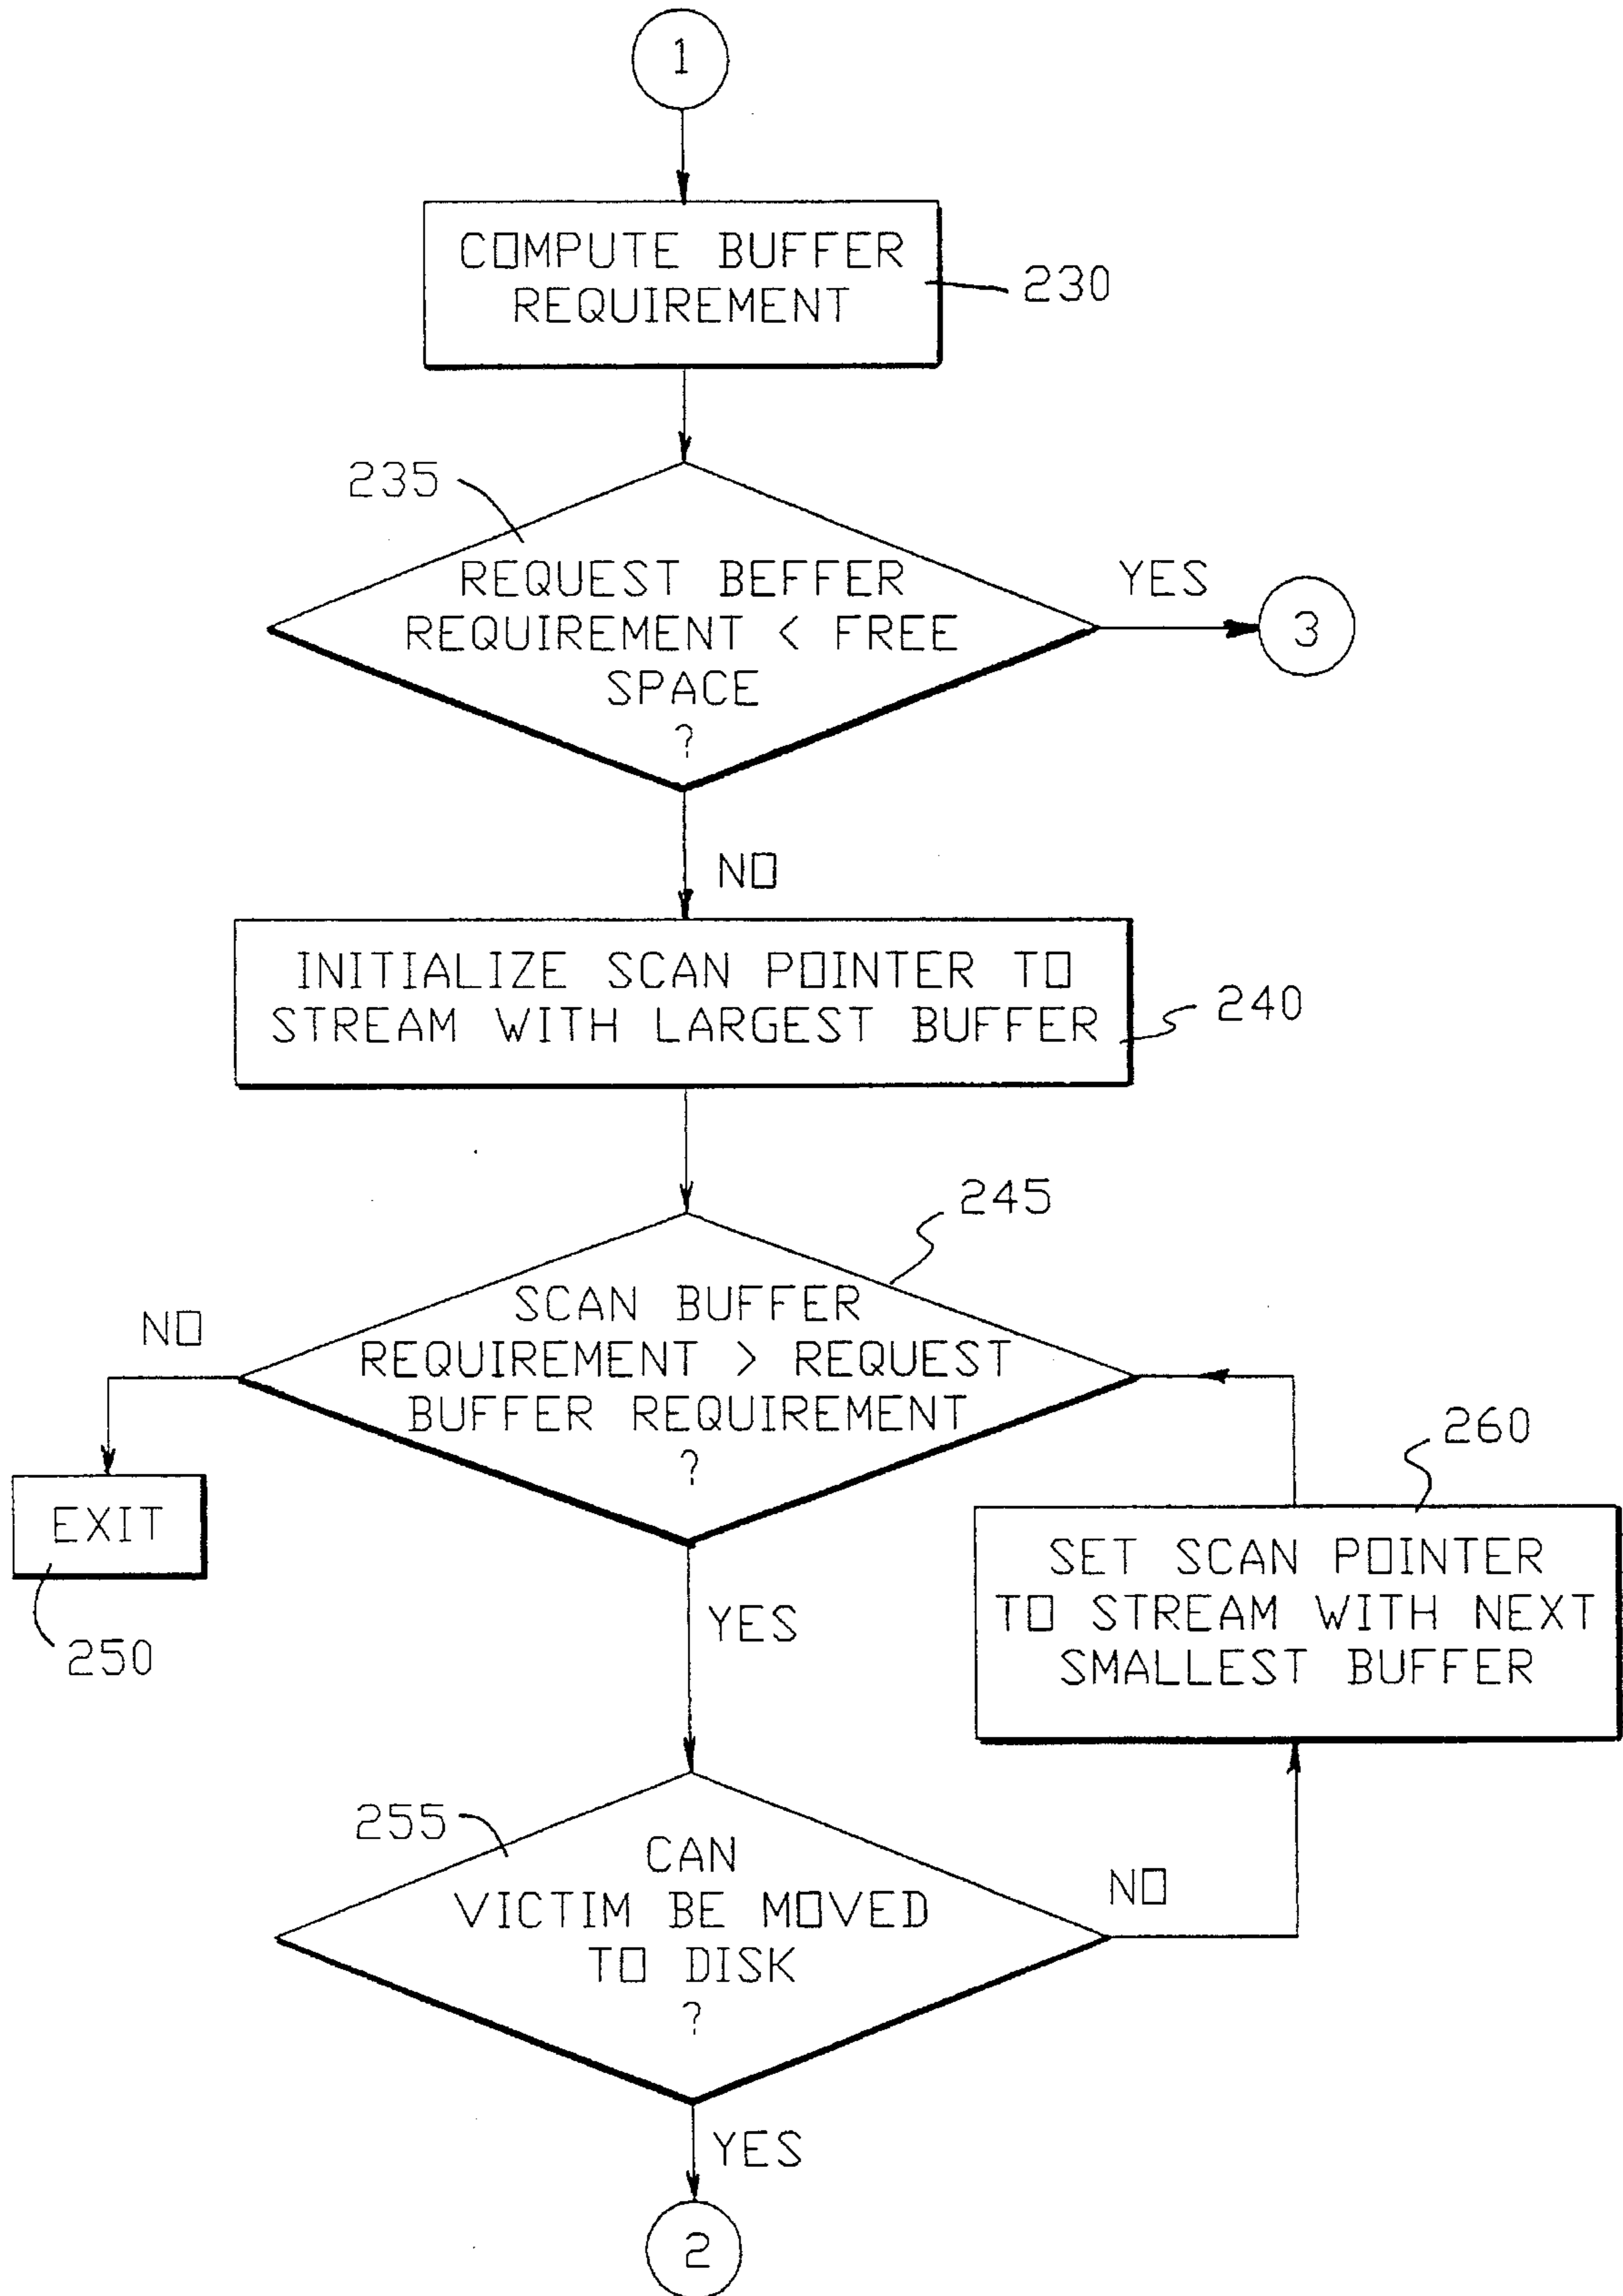 1
COMPUTE BUFFER
REQUIREMENT
230
235
REQUEST BEFFER
REQUIREMENT < FREE
SPACE
?
YES
3
NO
INITIALIZE SCAN POINTER TO
STREAM WITH LARGEST BUFFER
240
245
SCAN BUFFER
REQUIREMENT > REQUEST
BUFFER REQUIREMENT
?
NO
EXIT
250
YES
260
SET SCAN POINTER
TO STREAM WITH NEXT
SMALLEST BUFFER
255
CAN
VICTIM BE MOVED
TO DISK
?
NO
YES
2